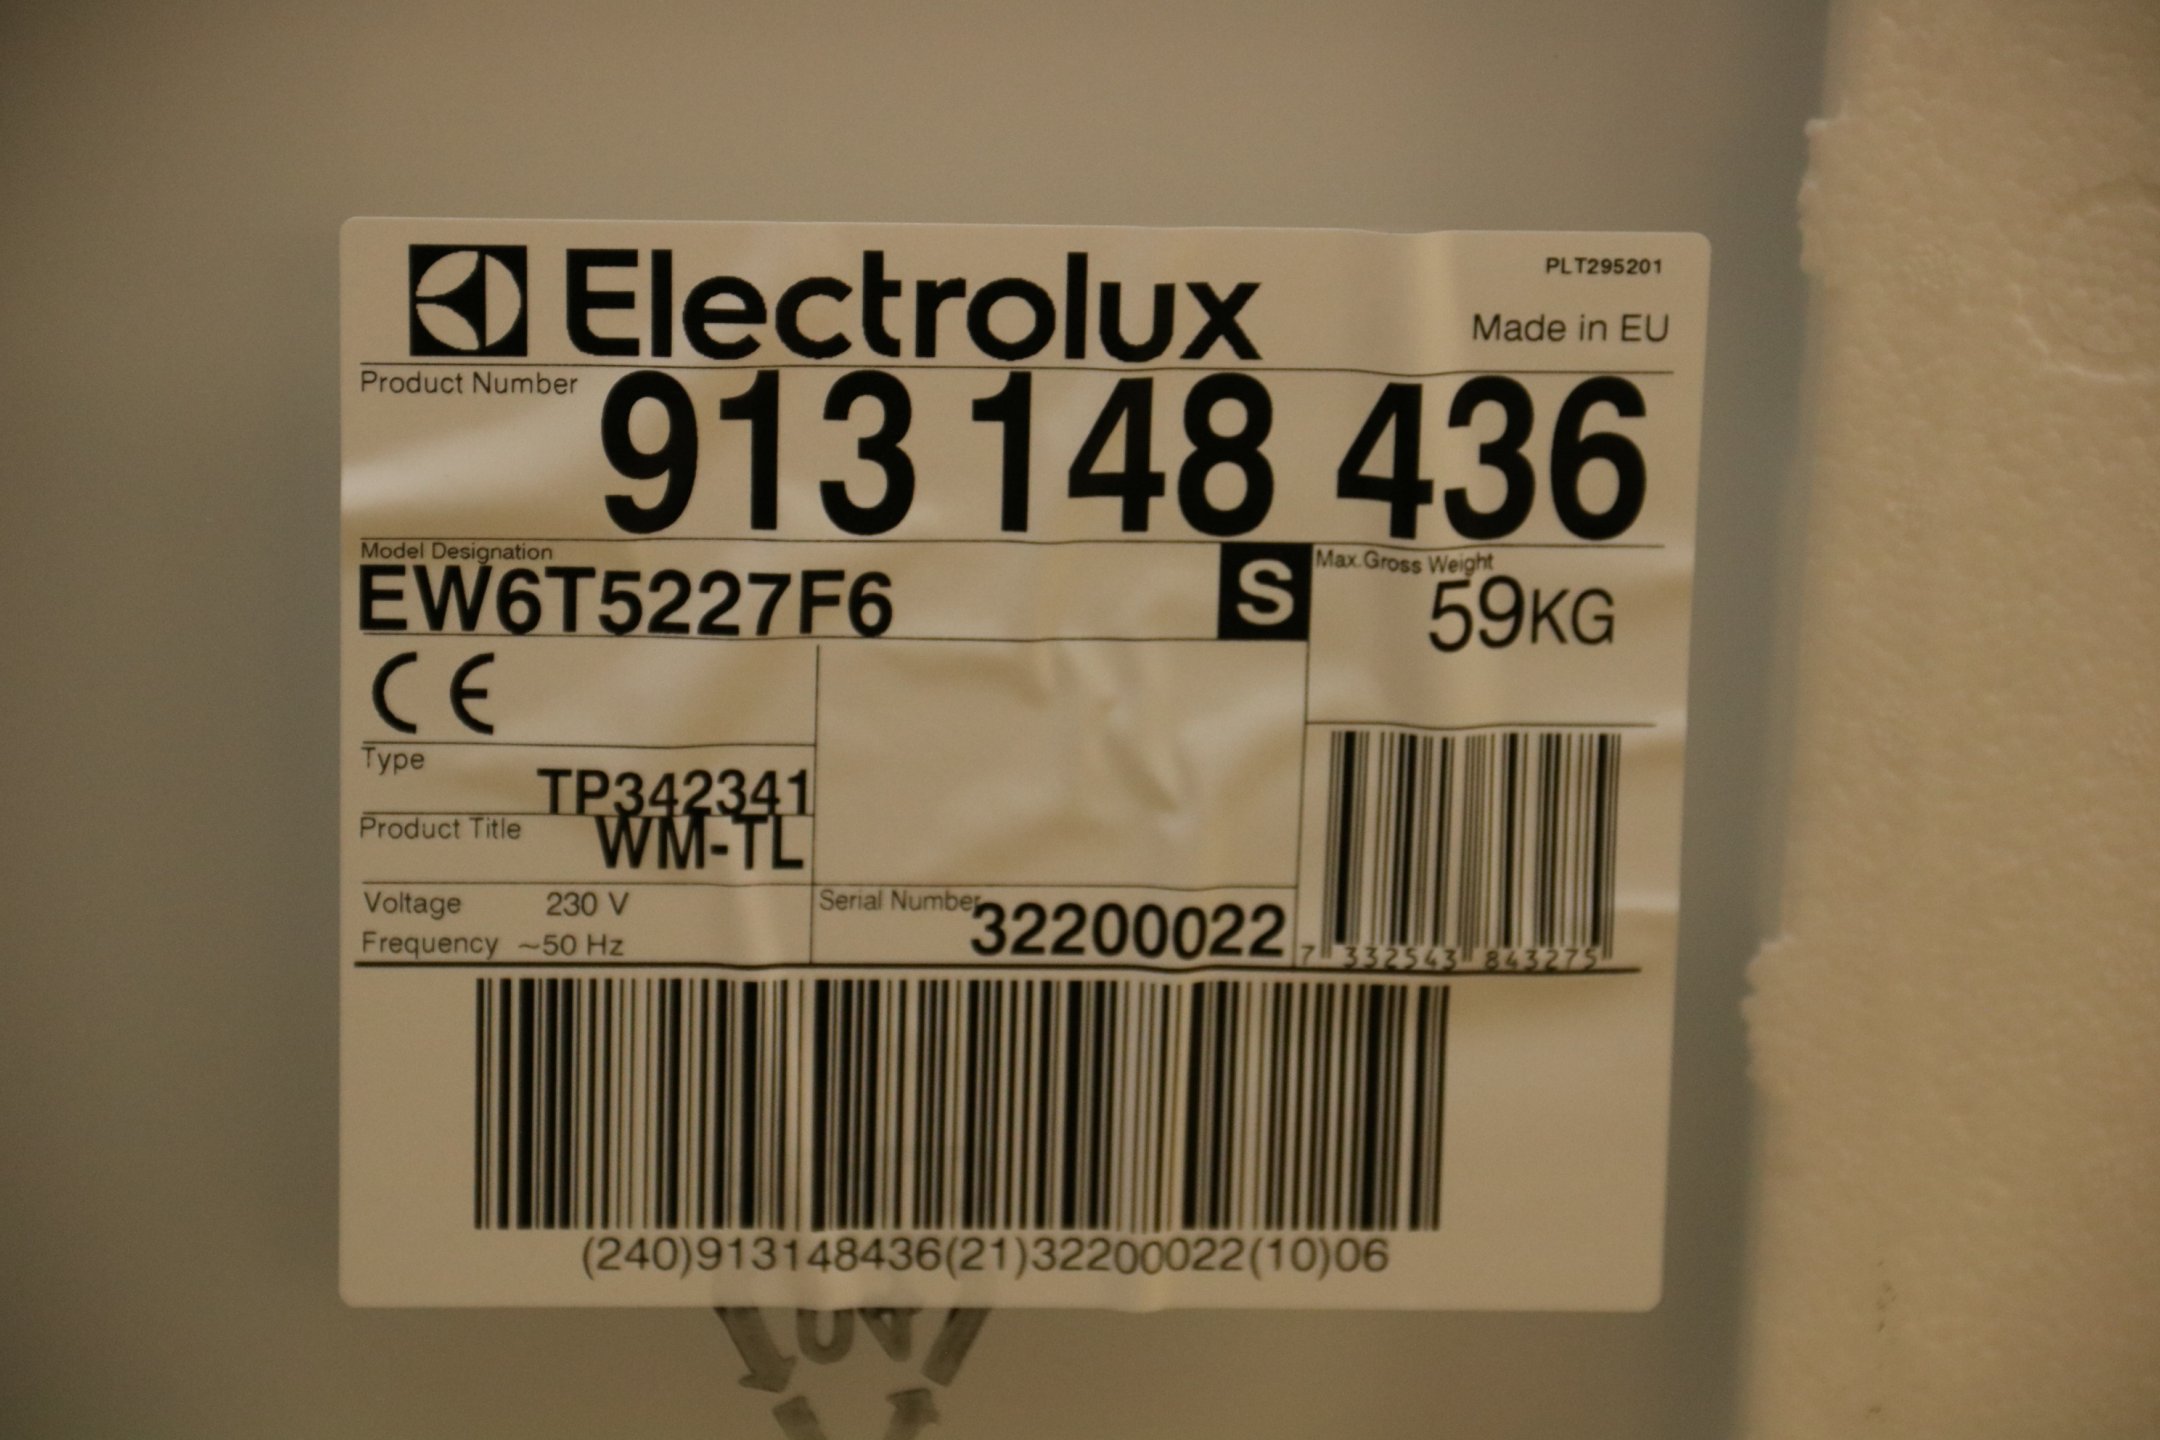 Electrolux
PLT295201
Made in EU
Product Number
913 148 436
Model Designation
EW6T5227F6
S
Max.Gross Weight
59KG
CE
Type
TP342341
Product Title
WM-TL
Voltage 230 V
Frequency ~50 Hz
Serial Number
32200022
7 332543 843275
(240)913148436(21)32200022(10)06